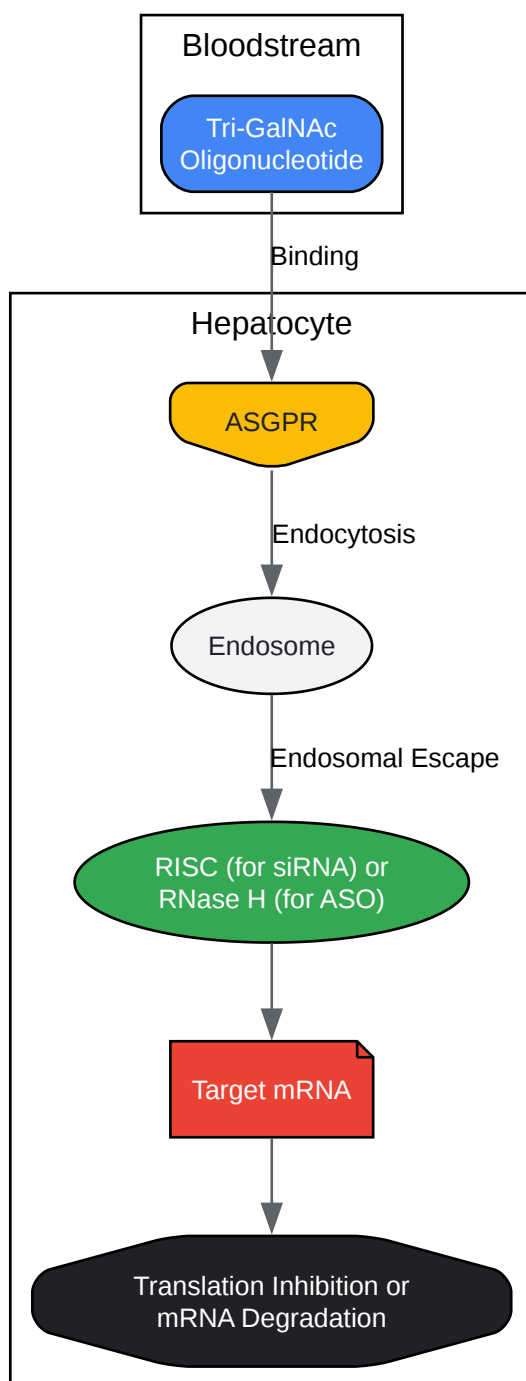 Bloodstream
Tri-GalNAc
Oligonucleotide
Binding
Hepatocyte
ASGPR
Endocytosis
Endosome
Endosomal Escape
RISC (for siRNA) or
RNase H (for ASO)
Target mRNA
Translation Inhibition or
mRNA Degradation